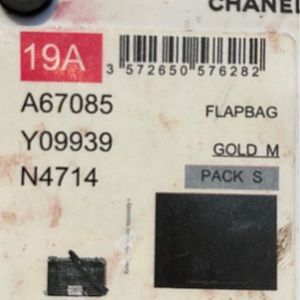 CHANEL
19A
3 572650 576282
A67085
FLAPBAG
Y09939
GOLD M
N4714
PACK S